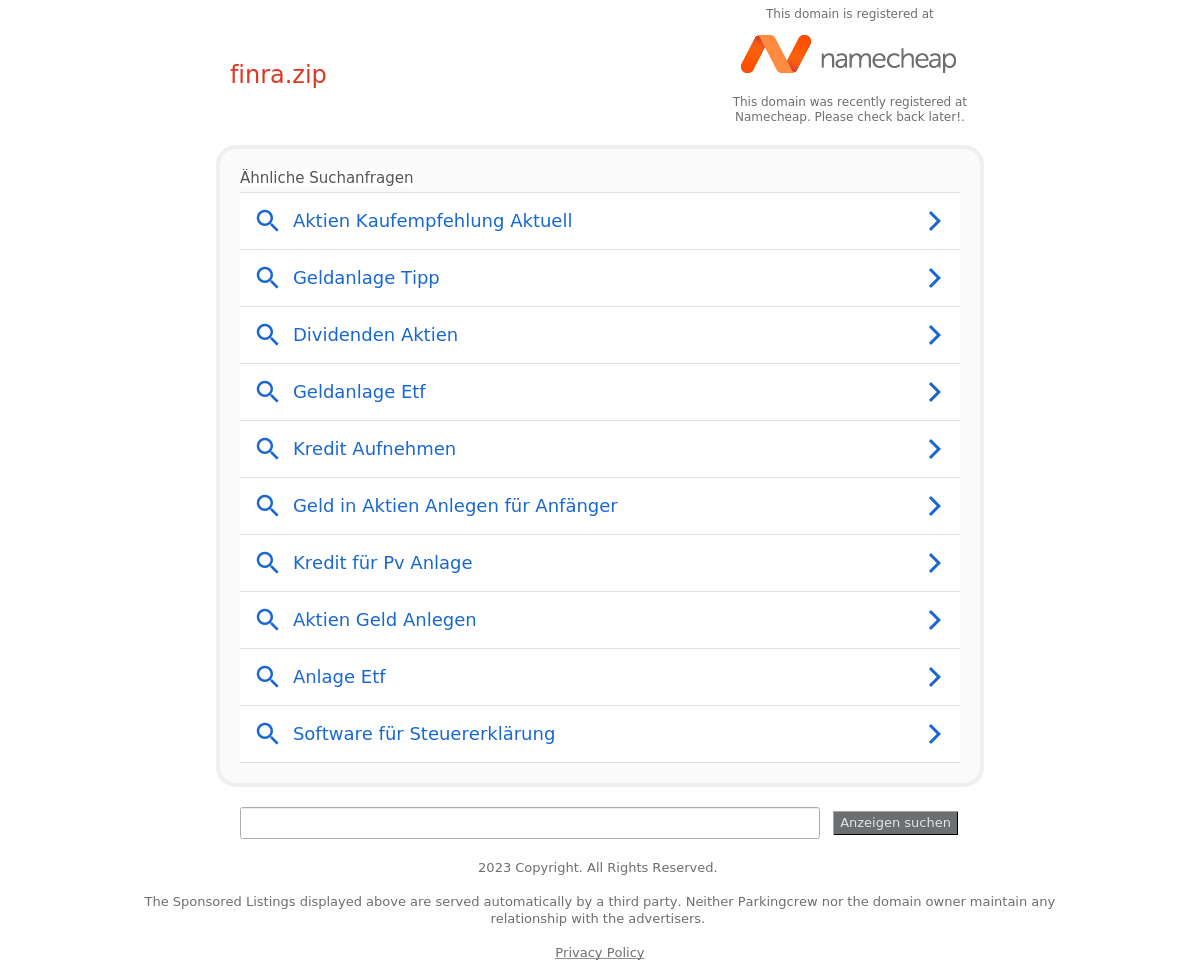 This domain is registered at
namecheap
finra.zip
This domain was recently registered at
Namecheap. Please check back later!.
Ähnliche Suchanfragen
Aktien Kaufempfehlung Aktuell
Geldanlage Tipp
Dividenden Aktien
Geldanlage Etf
Kredit Aufnehmen
Geld in Aktien Anlegen für Anfänger
Kredit für Pv Anlage
Aktien Geld Anlegen
Anlage Etf
Software für Steuererklärung
Anzeigen suchen
2023 Copyright. All Rights Reserved.
The Sponsored Listings displayed above are served automatically by a third party. Neither Parkingcrew nor the domain owner maintain any
relationship with the advertisers.
Privacy Policy